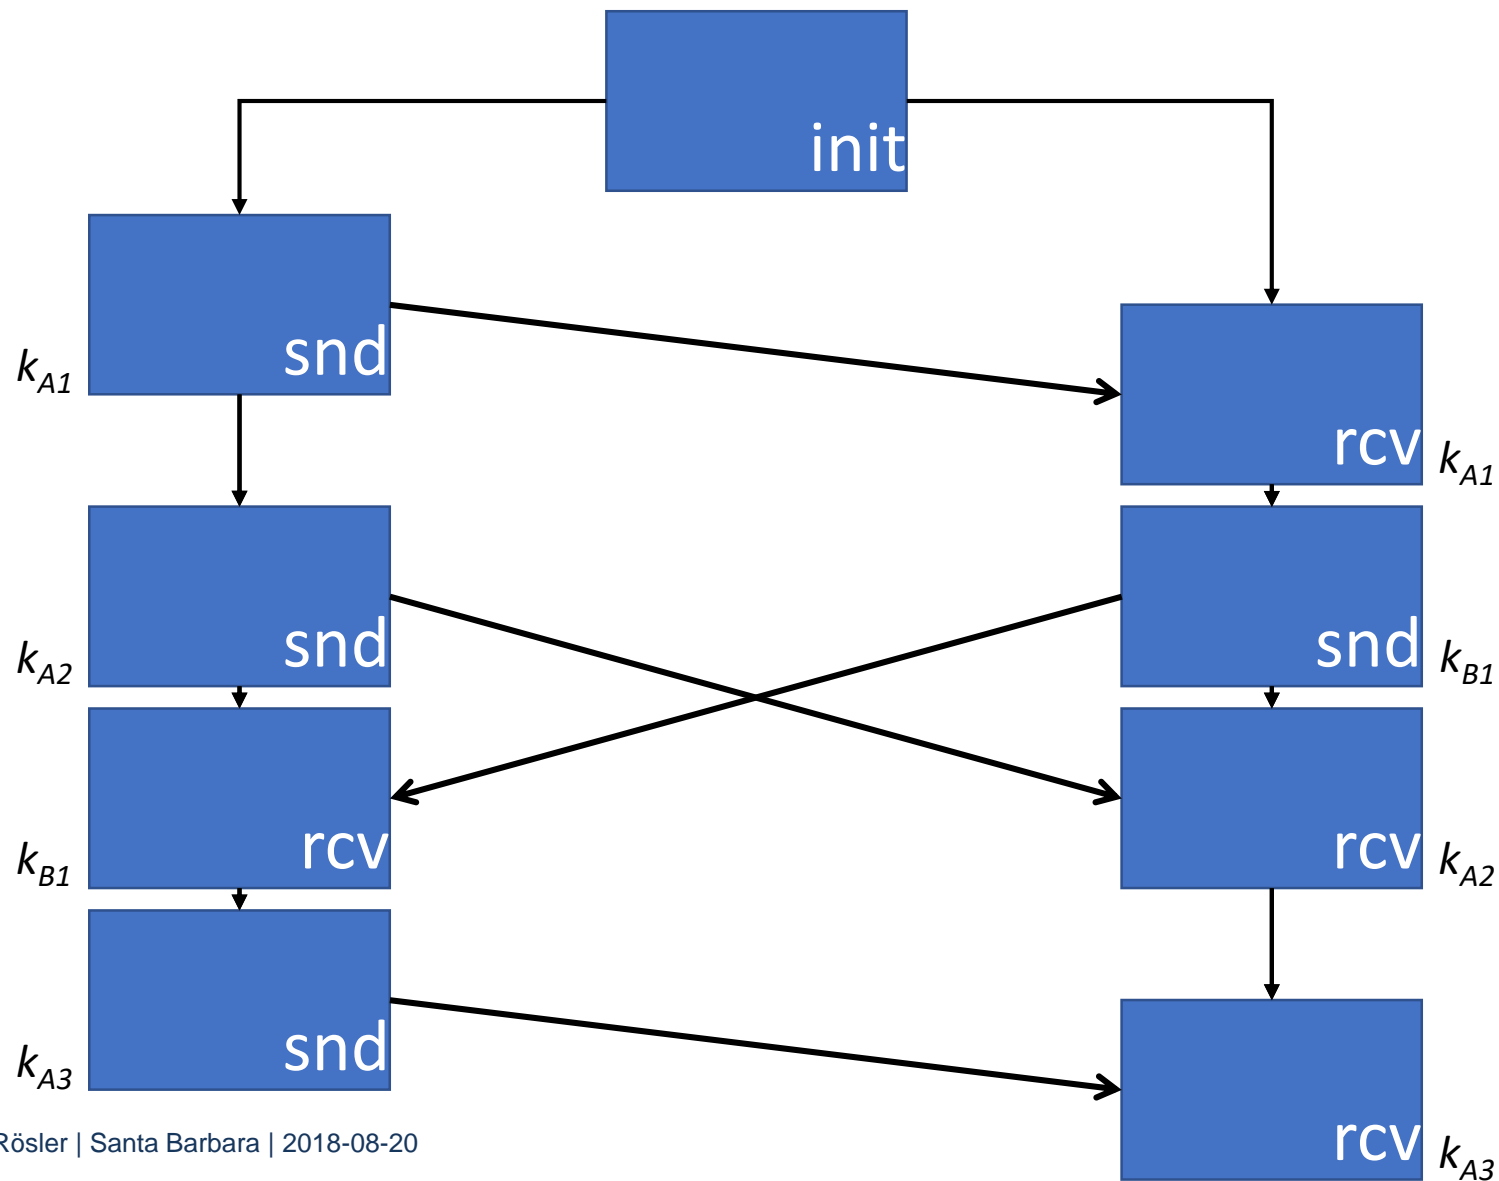 init
snd
k_A1
rcv
k_A1
snd
k_A2
snd
k_B1
rcv
k_B1
rcv
k_A2
snd
k_A3
rcv
k_A3
Rösler | Santa Barbara | 2018-08-20